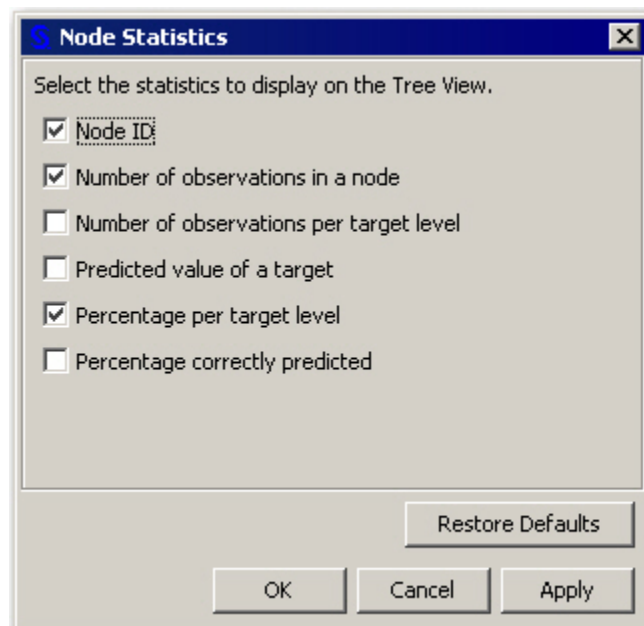 Node Statistics
Select the statistics to display on the Tree View.
Node ID
Number of observations in a node
Number of observations per target level
Predicted value of a target
Percentage per target level
Percentage correctly predicted
Restore Defaults
OK Cancel Apply